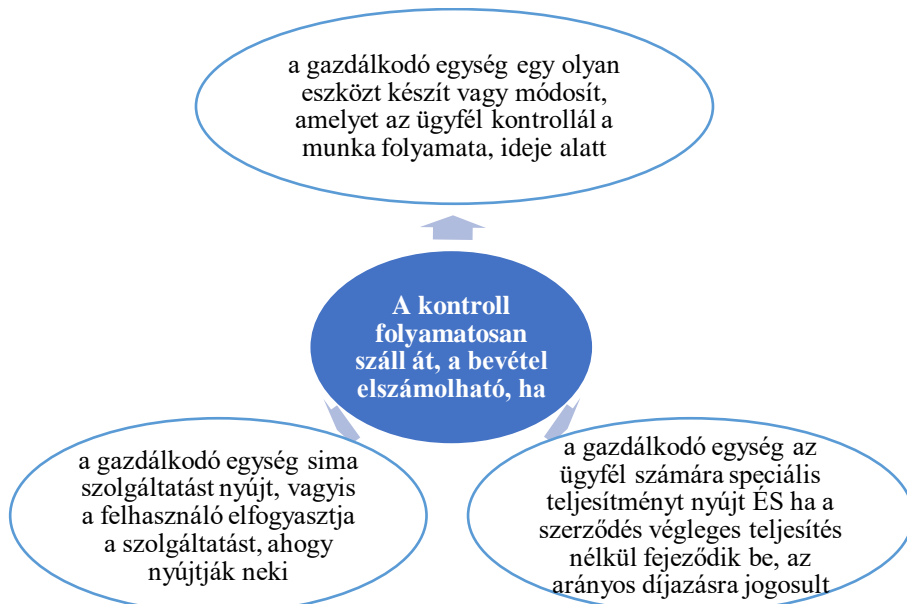 a gazdálkodó egység egy olyan
eszközt készít vagy módosít,
amelyet az ügyfél kontrollál a
munka folyamata, ideje alatt
A kontroll
folyamatosan
száll át, a bevétel
elszámolható, ha
a gazdálkodó egység sima
szolgáltatást nyújt, vagyis
a felhasználó elfogyasztja
a szolgáltatást, ahogy
nyújtják neki
a gazdálkodó egység az
ügyfél számára speciális
teljesítményt nyújt ÉS ha a
szerződés végleges teljesítés
nélkül fejeződik be, az
arányos díjazásra jogosult